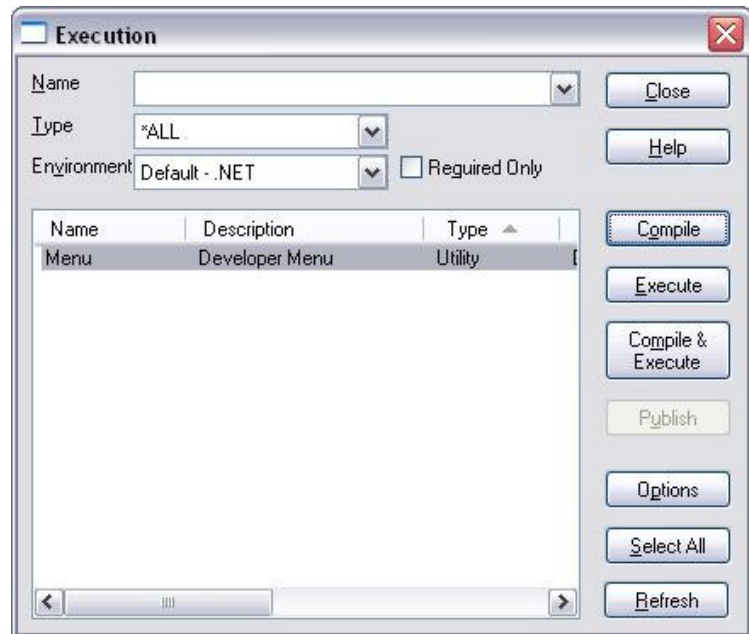 Execution
Name
Close
Type
*ALL
Help
Environment
Default - .NET
Reguired Only
Name Description Type
Menu Developer Menu Utility
Compile
Execute
Compile &
Execute
Publish
Options
Select All
Refresh